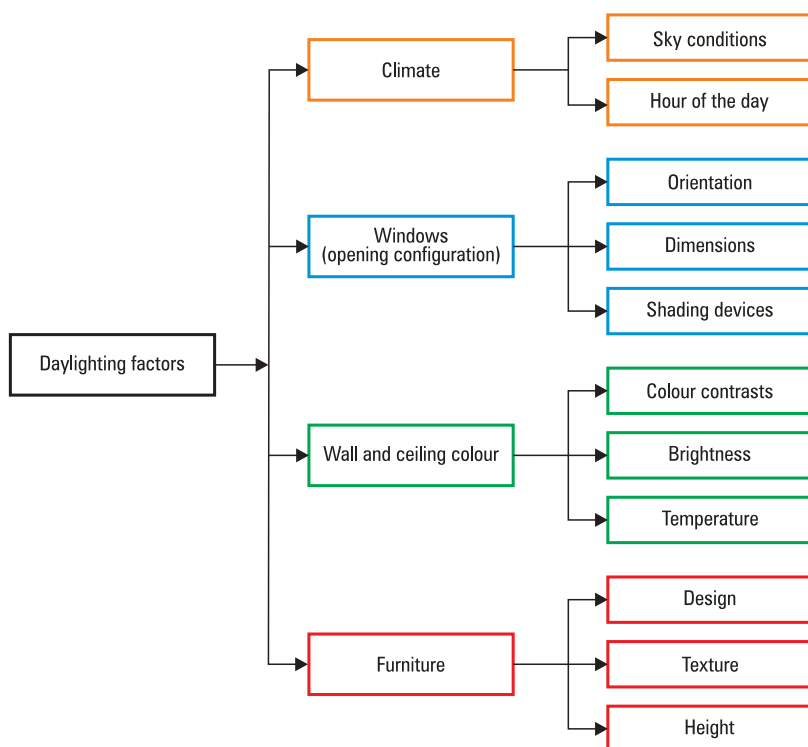 Daylighting factors
Climate
Sky conditions
Hour of the day
Windows
(opening configuration)
Orientation
Dimensions
Shading devices
Wall and ceiling colour
Colour contrasts
Brightness
Temperature
Furniture
Design
Texture
Height